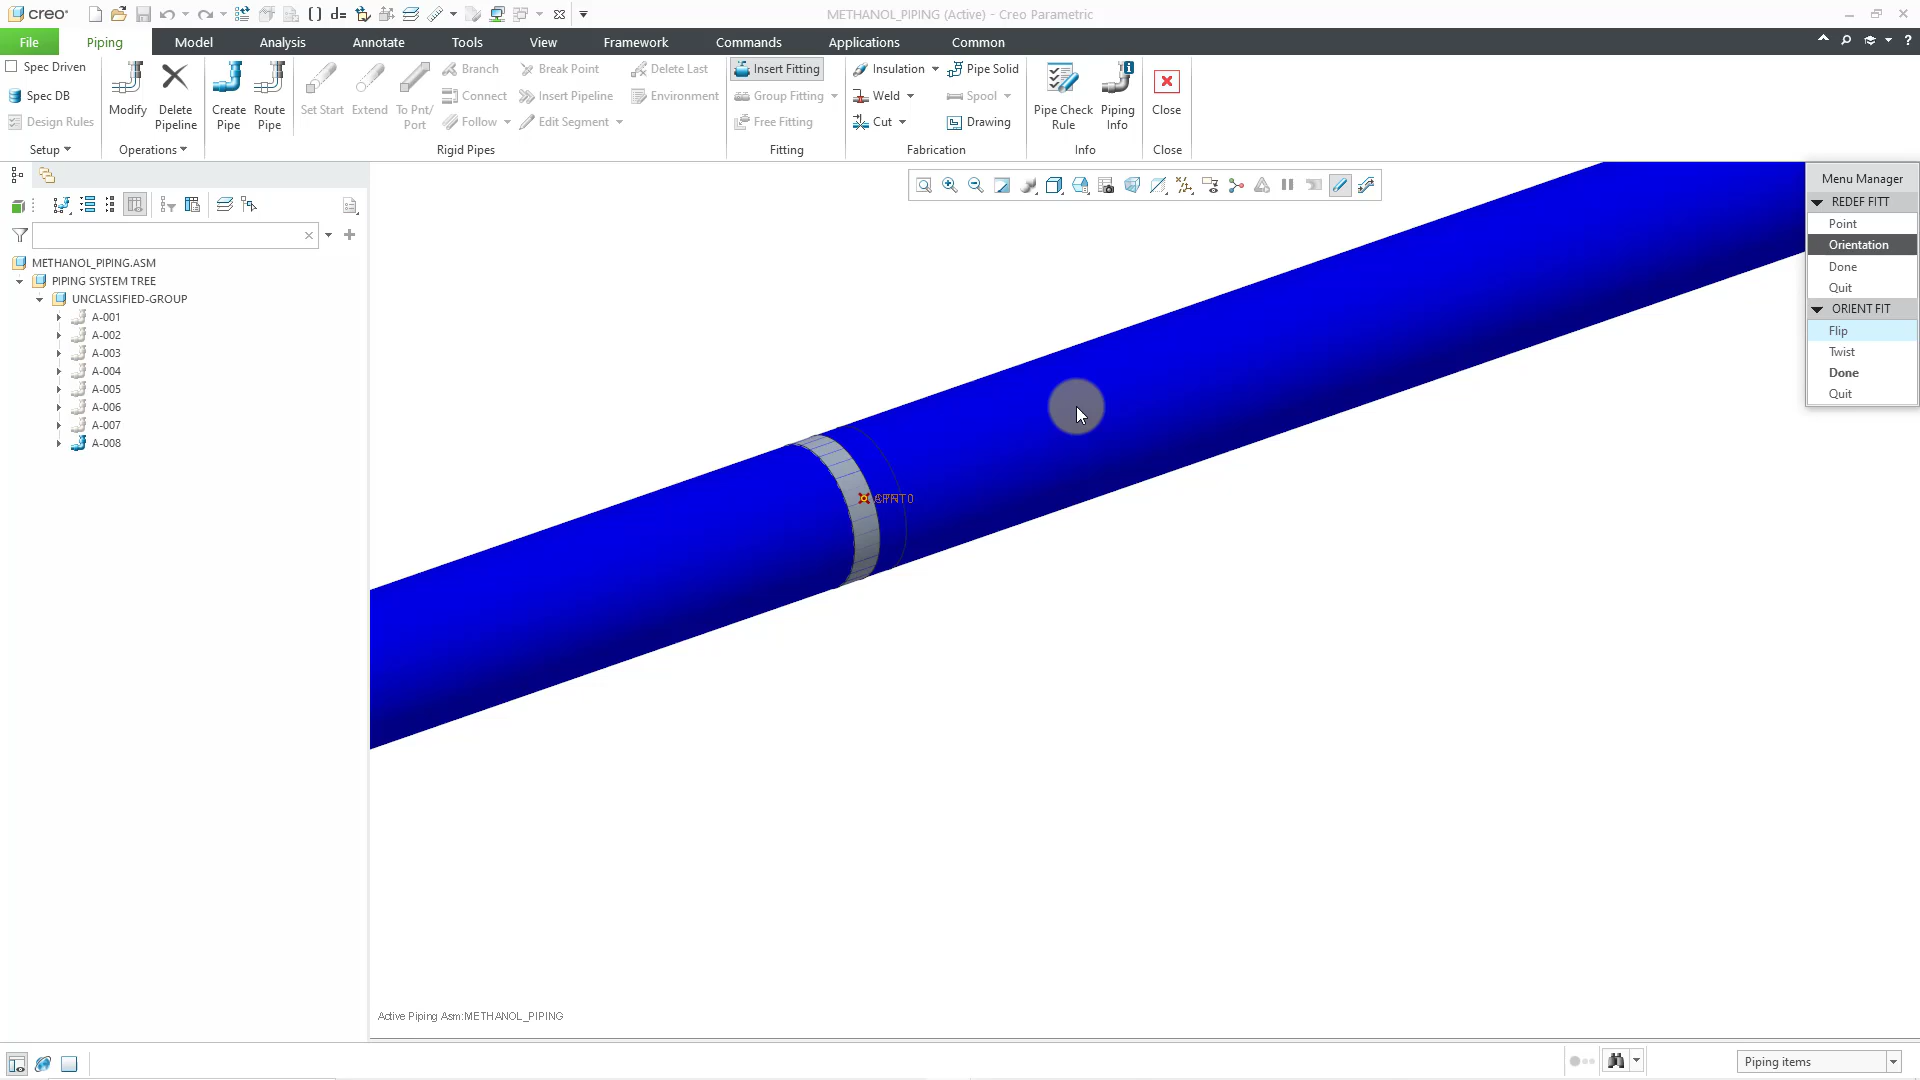 creo
METHANOL_PIPING (Active) - Creo Parametric
File
Piping
Model
Analysis
Annotate
Tools
View
Framework
Commands
Applications
Common
Spec Driven
Spec DB
Design Rules
Setup
Modify
Delete Pipeline
Operations
Create Pipe
Route Pipe
Set Start
Extend
To Pnt/ Port
Branch
Connect
Follow
Break Point
Insert Pipeline
Edit Segment
Delete Last
Environment
Rigid Pipes
Insert Fitting
Group Fitting
Free Fitting
Fitting
Insulation
Weld
Cut
Pipe Solid
Spool
Drawing
Fabrication
Pipe Check Rule
Piping Info
Info
Close
Close
METHANOL_PIPING.ASM
PIPING SYSTEM TREE
UNCLASSIFIED-GROUP
A-001
A-002
A-003
A-004
A-005
A-006
A-007
A-008
Menu Manager
REDEF FITT
Point
Orientation
Done
Quit
ORIENT FIT
Flip
Twist
Done
Quit
Active Piping Asm:METHANOL_PIPING
Piping items